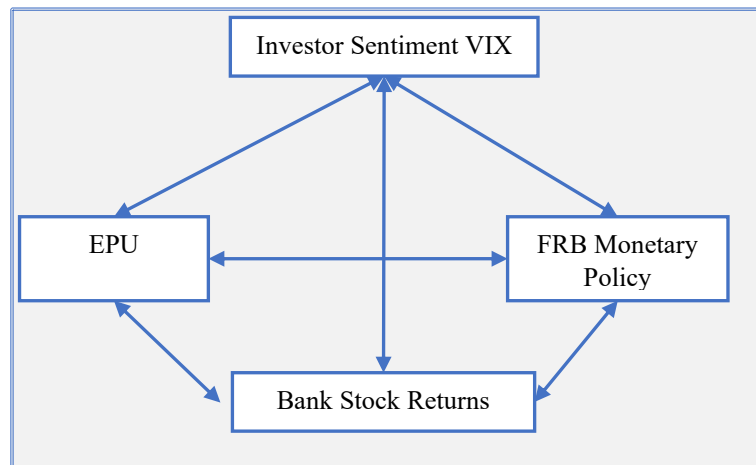 Investor Sentiment VIX
EPU
FRB Monetary
Policy
Bank Stock Returns